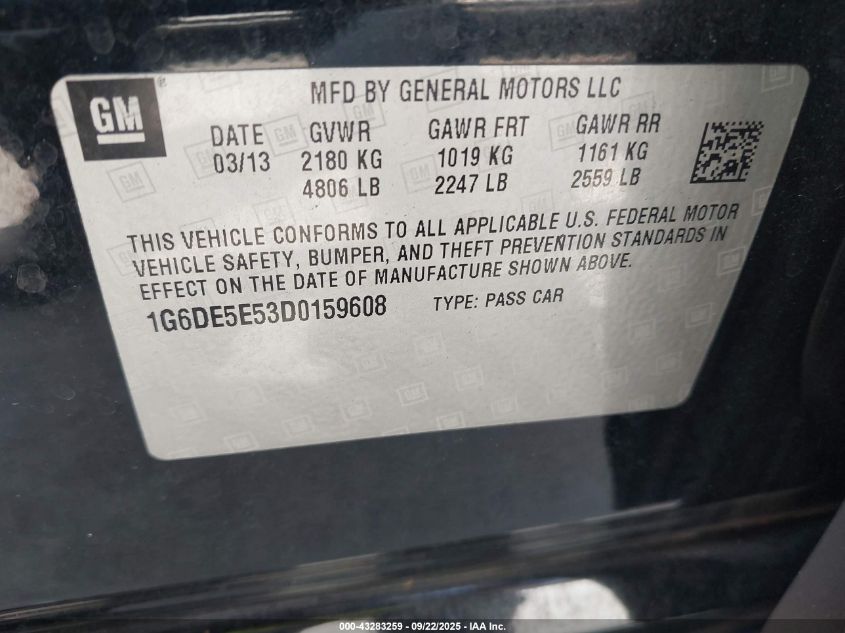 GM
MFD BY GENERAL MOTORS LLC
DATE GVWR GAWR FRT GAWR RR
03/13 2180 KG 1019 KG 1161 KG
4806 LB 2247 LB 2559 LB
THIS VEHICLE CONFORMS TO ALL APPLICABLE U.S. FEDERAL MOTOR
VEHICLE SAFETY, BUMPER, AND THEFT PREVENTION STANDARDS IN
EFFECT ON THE DATE OF MANUFACTURE SHOWN ABOVE.
1G6DE5E53D0159608 TYPE: PASS CAR
000-43283259 - 09/22/2025 - IAA Inc.